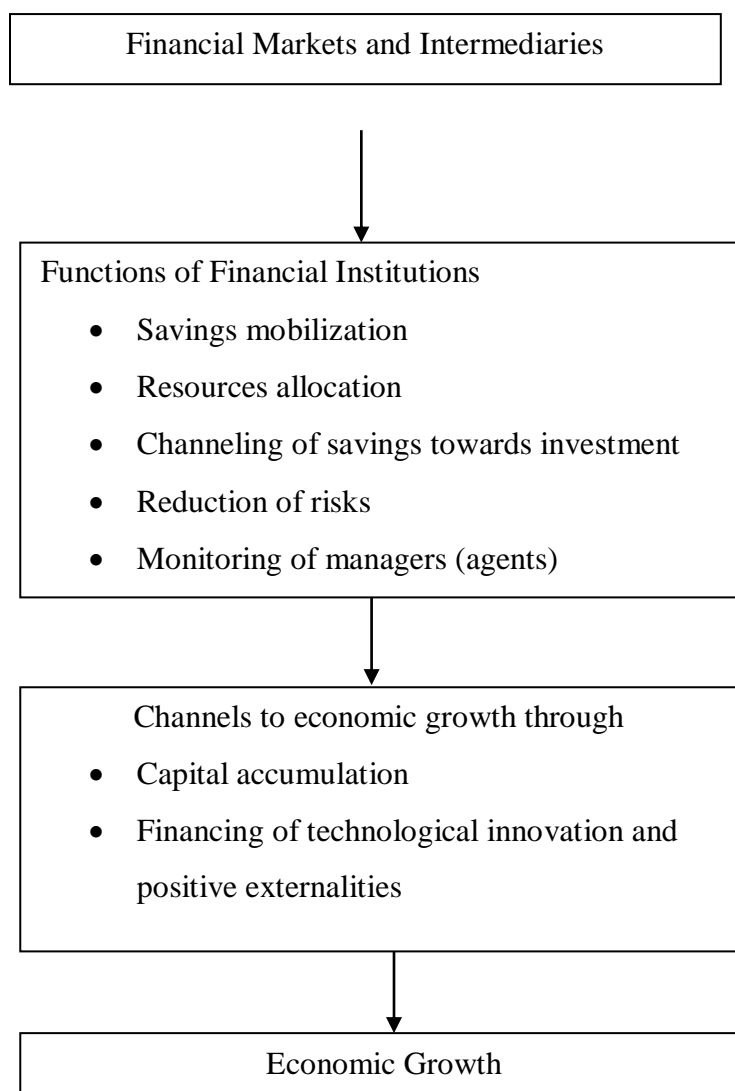 Financial Markets and Intermediaries
Functions of Financial Institutions
• Savings mobilization
• Resources allocation
• Channeling of savings towards investment
• Reduction of risks
• Monitoring of managers (agents)
Channels to economic growth through
• Capital accumulation
• Financing of technological innovation and
positive externalities
Economic Growth